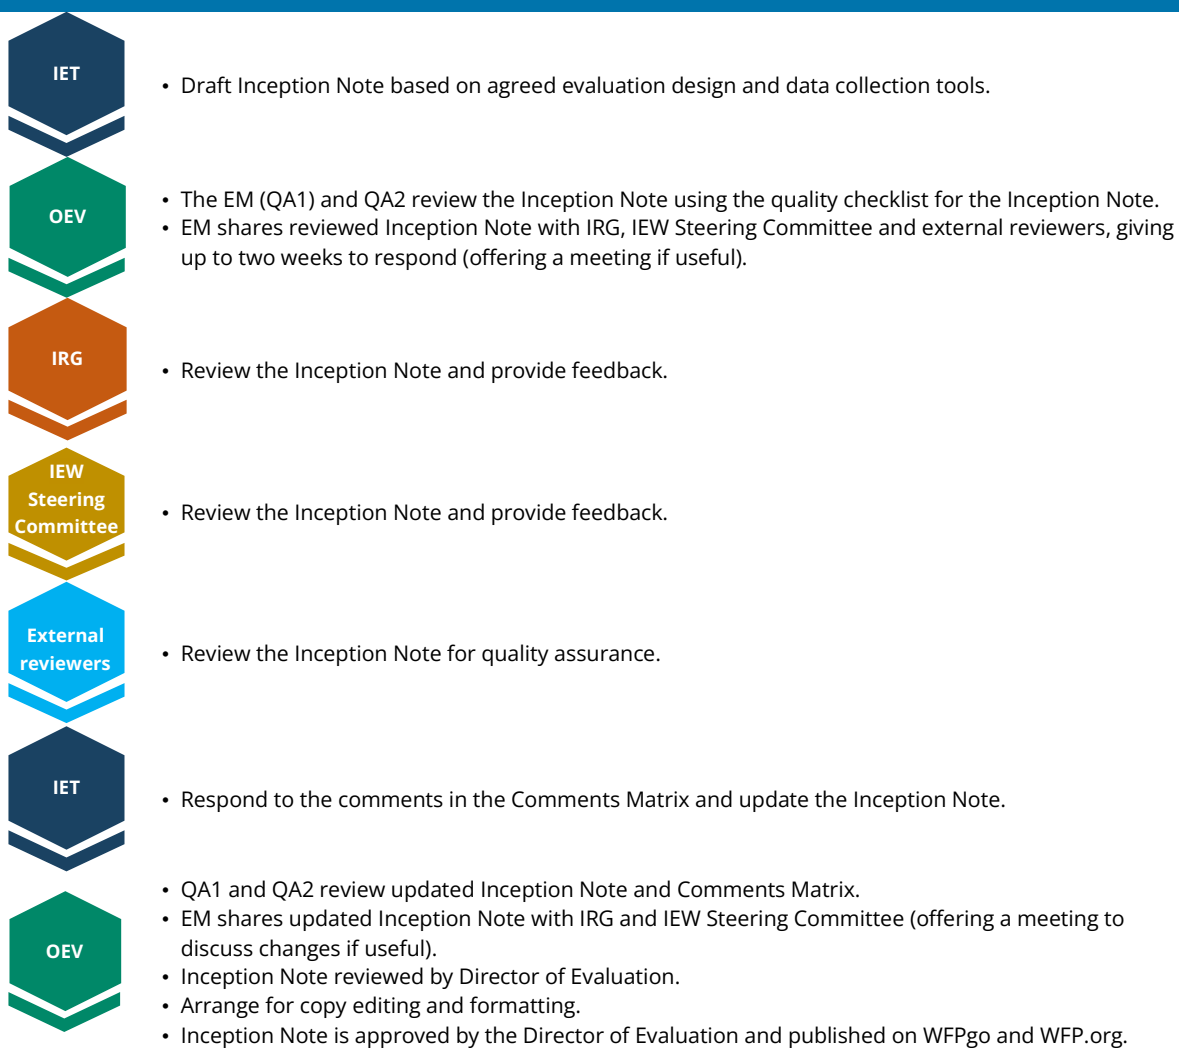 IET
• Draft Inception Note based on agreed evaluation design and data collection tools.
OEV
• The EM (QA1) and QA2 review the Inception Note using the quality checklist for the Inception Note.
• EM shares reviewed Inception Note with IRG, IEW Steering Committee and external reviewers, giving
up to two weeks to respond (offering a meeting if useful).
IRG
• Review the Inception Note and provide feedback.
IEW
Steering
Committee
• Review the Inception Note and provide feedback.
External
reviewers
• Review the Inception Note for quality assurance.
IET
• Respond to the comments in the Comments Matrix and update the Inception Note.
OEV
• QA1 and QA2 review updated Inception Note and Comments Matrix.
• EM shares updated Inception Note with IRG and IEW Steering Committee (offering a meeting to
discuss changes if useful).
• Inception Note reviewed by Director of Evaluation.
• Arrange for copy editing and formatting.
• Inception Note is approved by the Director of Evaluation and published on WFPgo and WFP.org.